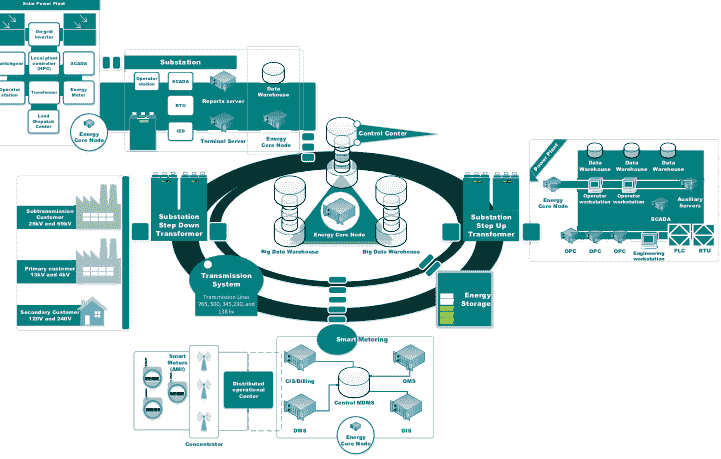 Solar Power Plant
On-grid
inverter
Switchgear
Local pivot
controller
(HPC)
SCADA
Operator
station
Transformer
Energy
Meter
Load
Dispatch
Center
Energy
Core Node
Substation
Operator
station
SCADA
RTU
IED
Reports server
Terminal Server
Data
Warehouse
Energy
Core Node
Control Center
Power Plant
Data
Warehouse
Data
Warehouse
Data
Warehouse
Energy
Core Node
Operator
workstation
Operator
workstation
Auxiliary
Servers
SCADA
OPC
DPC
GPC
Engineering
workstation
PLC
RTU
Subtransmission
Customer
26kV and 69kV
Primary customer
13kV and 4kV
Secondary Customer
120V and 240V
Substation
Step Down
Transformer
Substation
Step Up
Transformer
Energy Core Node
Big Data Warehouse
Big Data Warehouse
Transmission
System
Transmission Lines
765, 500, 345,230, and
138 kv
Energy
Storage
Smart Metering
Smart
Meters
(AMI)
Concentrator
Distributed
operational
Center
GIS/Billing
OMS
Central MDMS
DMS
GIS
Energy
Core Node